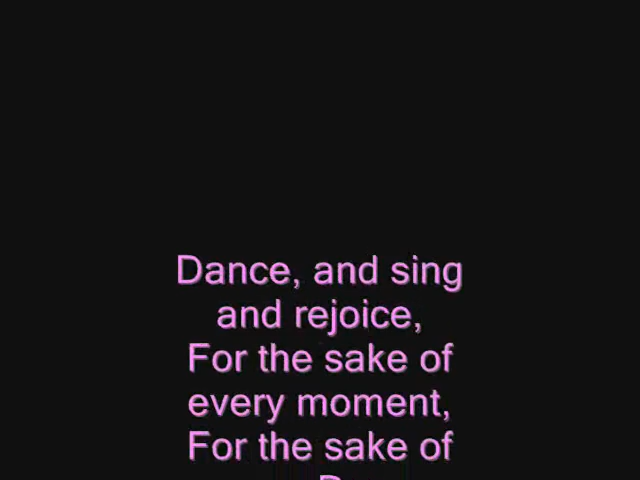 Dance, and sing
and rejoice,
For the sake of
every moment,
For the sake of